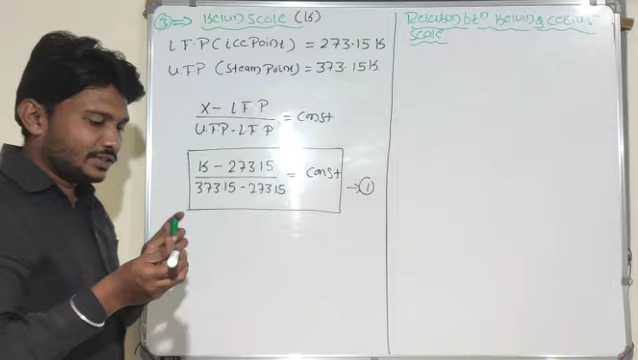 ③ ⇒ Kelvin Scale (K)
L.F.P (Ice Point) = 273.15 K
U.F.P (Steam Point) = 373.15 K
X - L.F.P
U.F.P - L.F.P
= Const
K - 273.15
373.15 - 273.15
= Const
→ ①
Relation btn Kelvin & Celsius
Scale